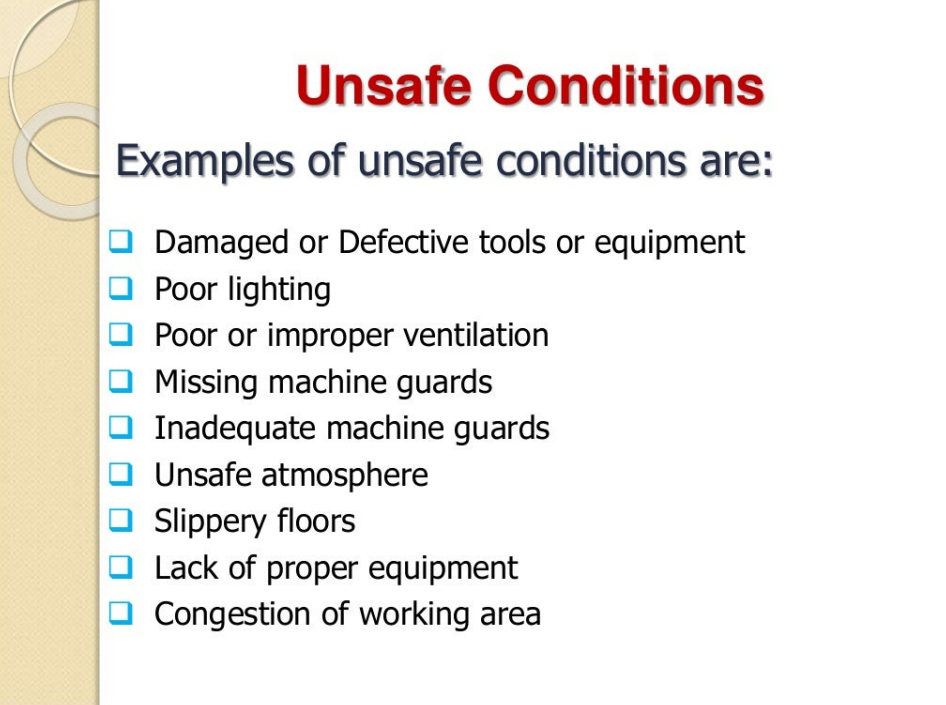 Unsafe Conditions
Examples of unsafe conditions are:
Damaged or Defective tools or equipment
Poor lighting
Poor or improper ventilation
Missing machine guards
Inadequate machine guards
Unsafe atmosphere
Slippery floors
Lack of proper equipment
Congestion of working area